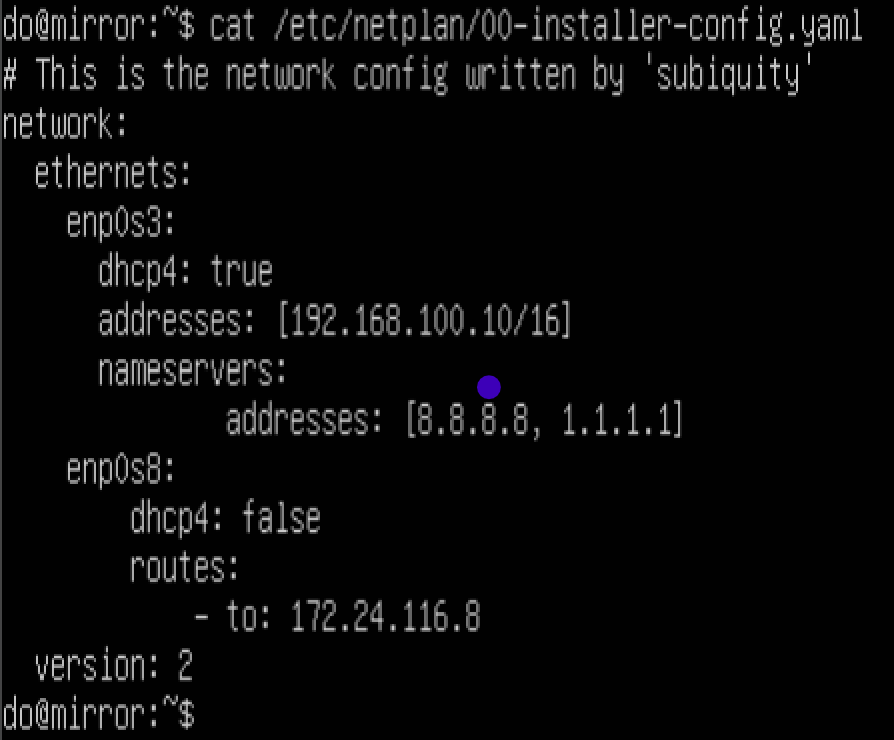 do@mirror:~$ cat /etc/netplan/00-installer-config.yaml
# This is the network config written by 'subiquity'
network:
  ethernets:
    enp0s3:
      dhcp4: true
      addresses: [192.168.100.10/16]
      nameservers:
              addresses: [8.8.8.8, 1.1.1.1]
    enp0s8:
        dhcp4: false
        routes:
            - to: 172.24.116.8
  version: 2
do@mirror:~$